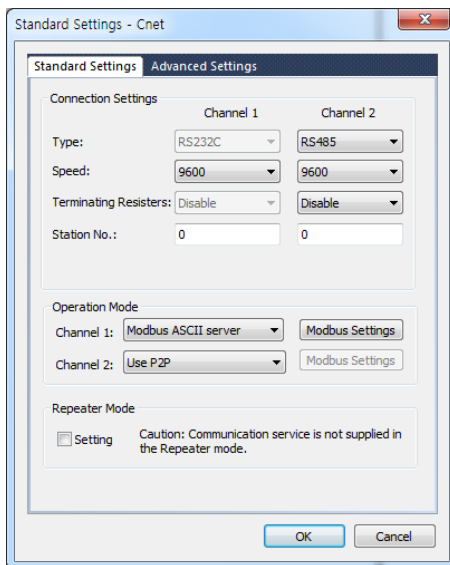 Standard Settings - Cnet
Standard Settings Advanced Settings
Connection Settings
Channel 1 Channel 2
Type: RS232C RS485
Speed: 9600 9600
Terminating Resisters: Disable Disable
Station No.: 0 0
Operation Mode
Channel 1: Modbus ASCII server Modbus Settings
Channel 2: Use P2P Modbus Settings
Repeater Mode
Setting Caution: Communication service is not supplied in
the Repeater mode.
OK Cancel